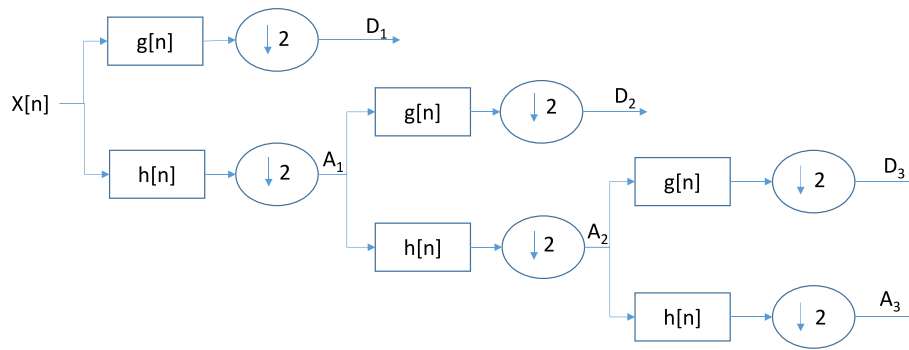 X[n]
g[n]
↓ 2
D₁
h[n]
↓ 2
A₁
g[n]
↓ 2
D₂
h[n]
↓ 2
A₂
g[n]
↓ 2
D₃
h[n]
↓ 2
A₃